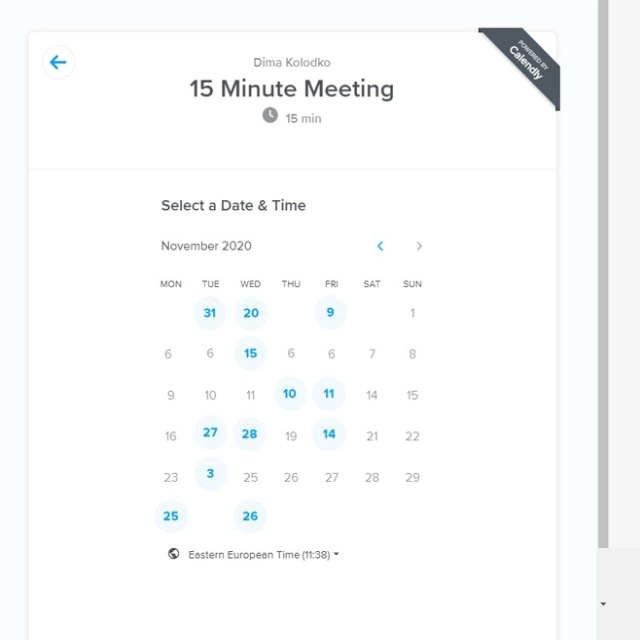 POWERED BY
Calendly
Dima Kolodko
15 Minute Meeting
15 min
Select a Date & Time
November 2020
MON TUE WED THU FRI SAT SUN
31 20 9 1
6 6 15 6 6 7 8
9 10 11 10 11 14 15
16 27 28 19 14 21 22
23 3 25 26 27 28 29
25 26
Eastern European Time (11:38)